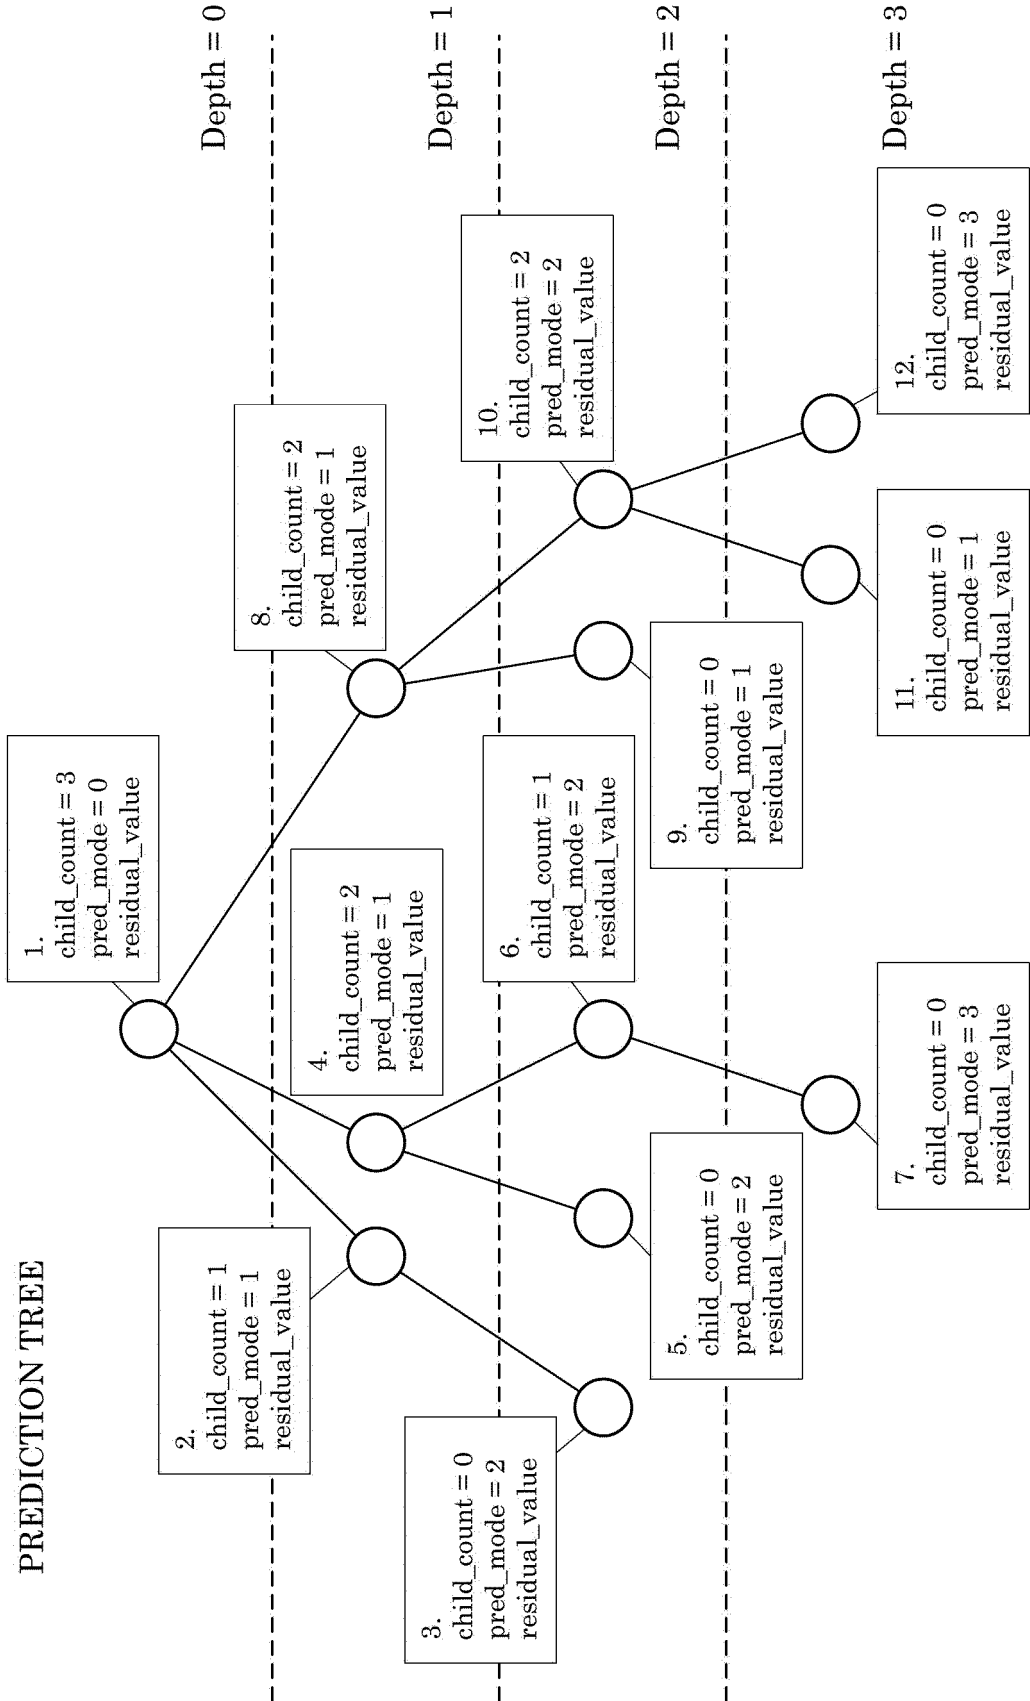 PREDICTION TREE
1.
child_count = 3
pred_mode = 0
residual_value
Depth = 0
2.
child_count = 1
pred_mode = 1
residual_value
4.
child_count = 2
pred_mode = 1
residual_value
8.
child_count = 2
pred_mode = 1
residual_value
Depth = 1
3.
child_count = 0
pred_mode = 2
residual_value
5.
child_count = 0
pred_mode = 2
residual_value
6.
child_count = 1
pred_mode = 2
residual_value
9.
child_count = 0
pred_mode = 1
residual_value
10.
child_count = 2
pred_mode = 2
residual_value
Depth = 2
7.
child_count = 0
pred_mode = 3
residual_value
11.
child_count = 0
pred_mode = 1
residual_value
12.
child_count = 0
pred_mode = 3
residual_value
Depth = 3